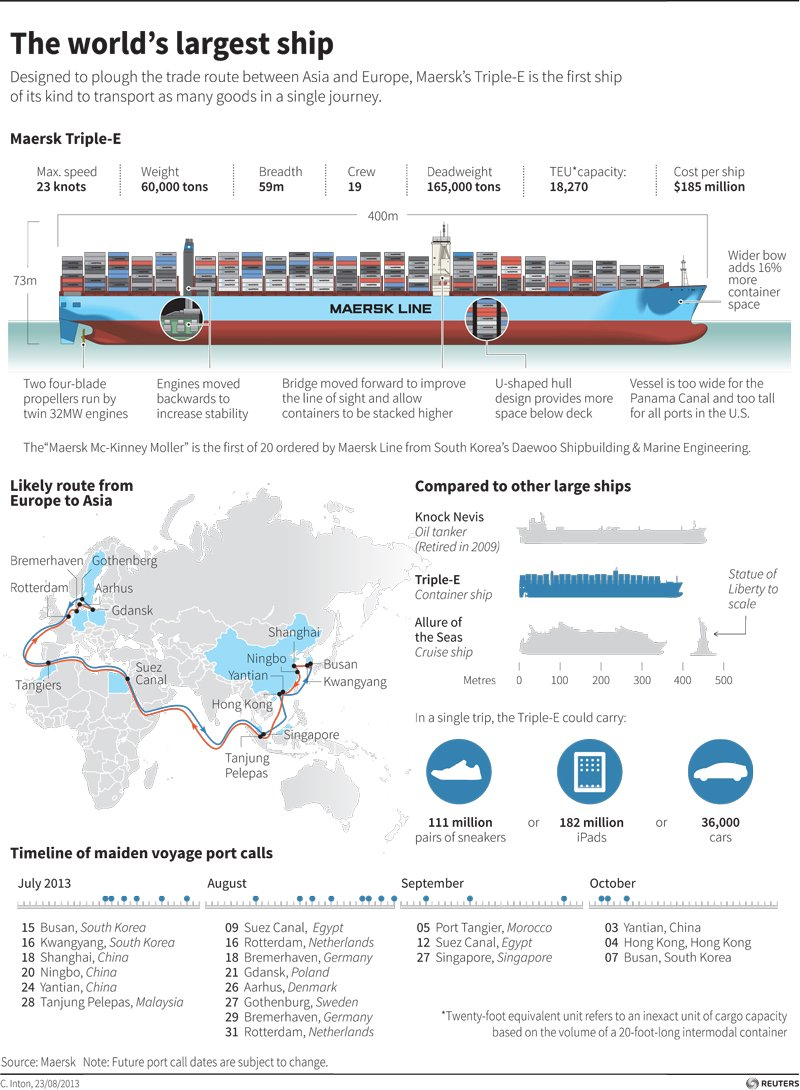 The world's largest ship
Designed to plough the trade route between Asia and Europe, Maersk's Triple-E is the first ship
of its kind to transport as many goods in a single journey.
Maersk Triple-E
Max. speed
23 knots
Weight
60,000 tons
Breadth
59m
Crew
19
Deadweight
165,000 tons
TEU*capacity:
18,270
Cost per ship
$185 million
400m
73m
MAERSK LINE
Wider bow
adds 16%
more
container
space
Two four-blade
propellers run by
twin 32MW engines
Engines moved
backwards to
increase stability
Bridge moved forward to improve
the line of sight and allow
containers to be stacked higher
U-shaped hull
design provides more
space below deck
Vessel is too wide for the
Panama Canal and too tall
for all ports in the U.S.
The“Maersk Mc-Kinney Moller” is the first of 20 ordered by Maersk Line from South Korea's Daewoo Shipbuilding & Marine Engineering.
Likely route from
Europe to Asia
Bremerhaven
Gothenberg
Rotterdam
Aarhus
Gdansk
Tangiers
Suez
Canal
Shanghai
Ningbo
Busan
Yantian
Kwangyang
Hong Kong
Singapore
Tanjung
Pelepas
Compared to other large ships
Knock Nevis
Oil tanker
(Retired in 2009)
Triple-E
Container ship
Allure of
the Seas
Cruise ship
Statue of
Liberty to
scale
Metres
0
100
200
300
400
500
In a single trip, the Triple-E could carry:
111 million
pairs of sneakers
or
182 million
iPads
or
36,000
cars
Timeline of maiden voyage port calls
July 2013
15 Busan, South Korea
16 Kwangyang, South Korea
18 Shanghai, China
20 Ningbo, China
24 Yantian, China
28 Tanjung Pelepas, Malaysia
August
09 Suez Canal, Egypt
16 Rotterdam, Netherlands
18 Bremerhaven, Germany
21 Gdansk, Poland
26 Aarhus, Denmark
27 Gothenburg, Sweden
29 Bremerhaven, Germany
31 Rotterdam, Netherlands
September
05 Port Tangier, Morocco
12 Suez Canal, Egypt
27 Singapore, Singapore
October
03 Yantian, China
04 Hong Kong, Hong Kong
07 Busan, South Korea
*Twenty-foot equivalent unit refers to an inexact unit of cargo capacity
based on the volume of a 20-foot-long intermodal container
Source: Maersk Note: Future port call dates are subject to change.
C. Inton, 23/08/2013
REUTERS